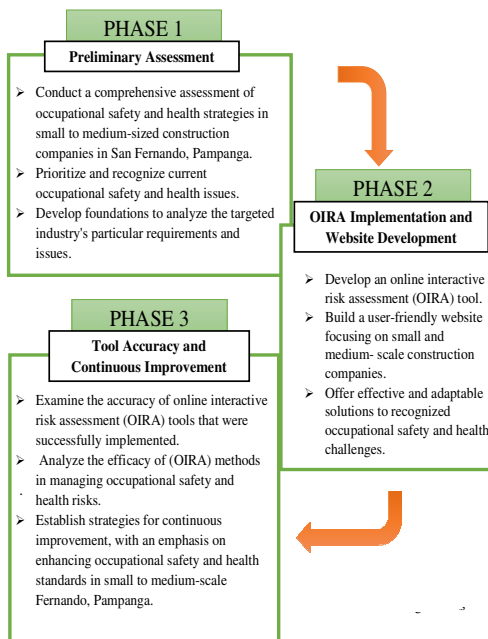 PHASE 1
Preliminary Assessment
➢ Conduct a comprehensive assessment of
occupational safety and health strategies in
small to medium-sized construction
companies in San Fernando, Pampanga.
➢ Prioritize and recognize current
occupational safety and health issues.
➢ Develop foundations to analyze the targeted
industry's particular requirements and
issues.
PHASE 2
OIRA Implementation and
Website Development
➢ Develop an online interactive
risk assessment (OIRA) tool.
➢ Build a user-friendly website
focusing on small and
medium- scale construction
companies.
➢ Offer effective and adaptable
solutions to recognized
occupational safety and health
challenges.
PHASE 3
Tool Accuracy and
Continuous Improvement
➢ Examine the accuracy of online interactive
risk assessment (OIRA) tools that were
successfully implemented.
➢ Analyze the efficacy of (OIRA) methods
in managing occupational safety and
health risks.
➢ Establish strategies for continuous
improvement, with an emphasis on
enhancing occupational safety and health
standards in small to medium-scale
Fernando, Pampanga.